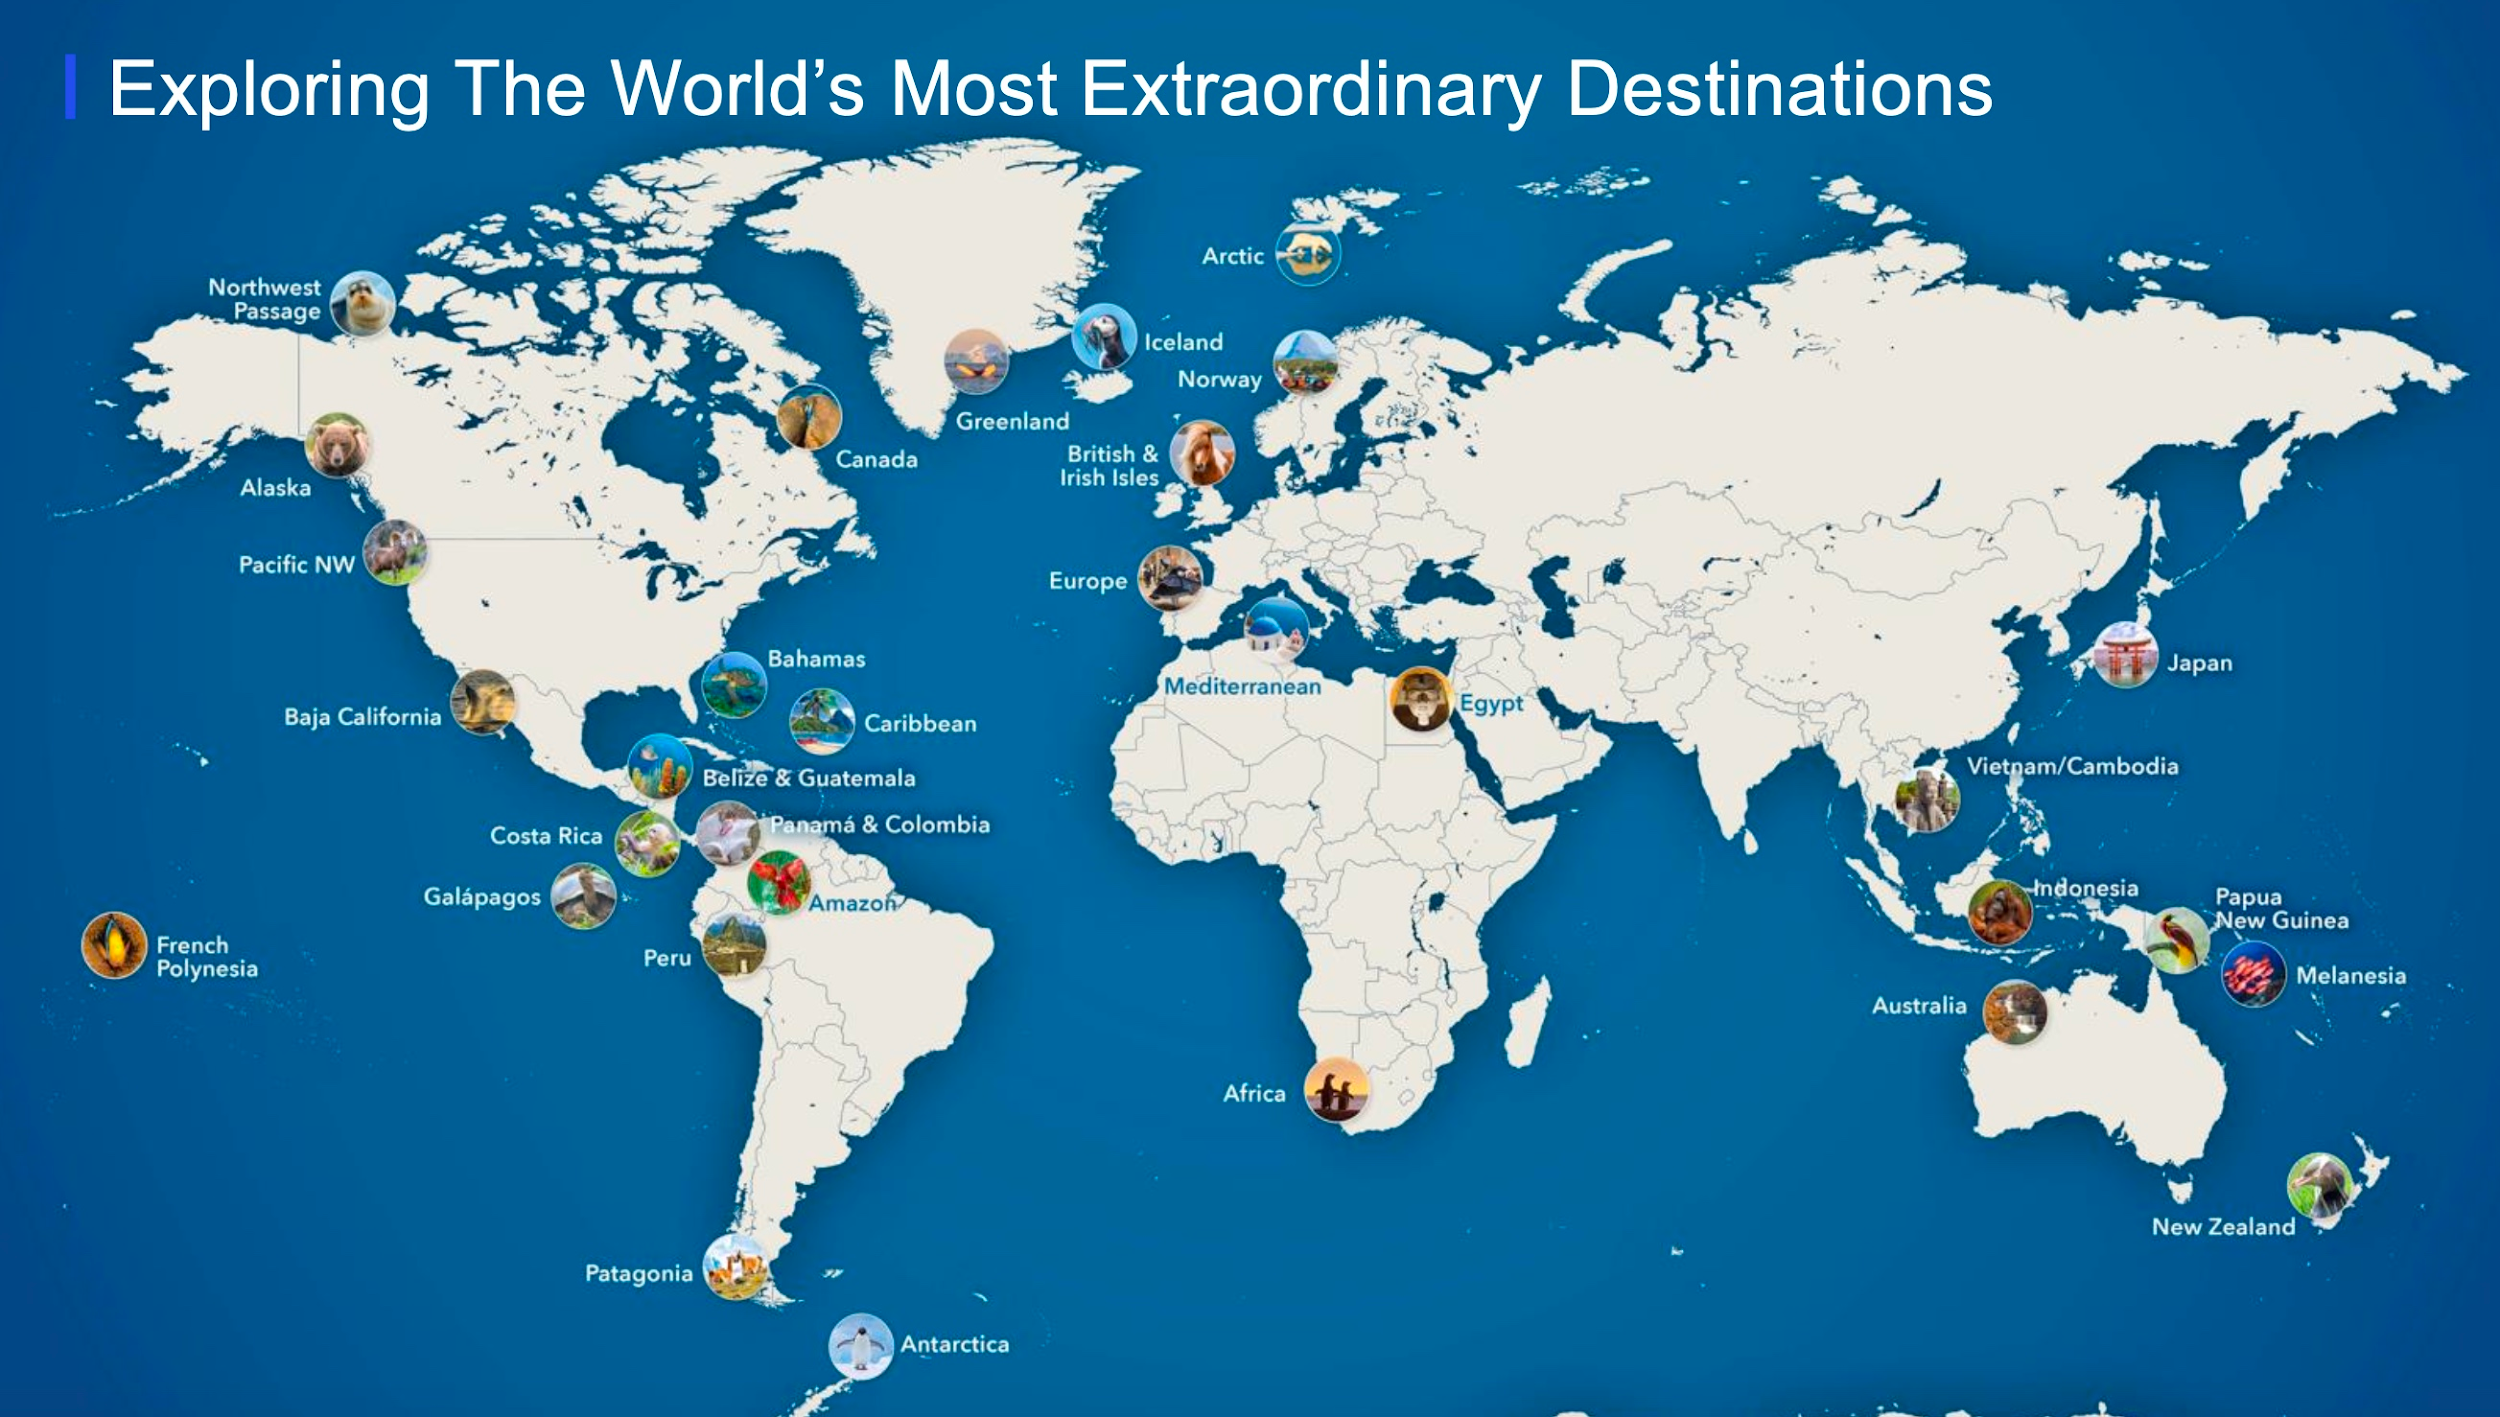 Exploring The World’s Most Extraordinary Destinations
Arctic
Northwest
Passage
Iceland
Norway
Greenland
Canada
British &
Irish Isles
Alaska
Pacific NW
Europe
Bahamas
Japan
Mediterranean
Egypt
Baja California
Caribbean
Vietnam/Cambodia
Belize & Guatemala
Panamá & Colombia
Costa Rica
Indonesia
Galápagos
Amazon
Papua
New Guinea
French
Polynesia
Peru
Melanesia
Australia
Africa
New Zealand
Patagonia
Antarctica